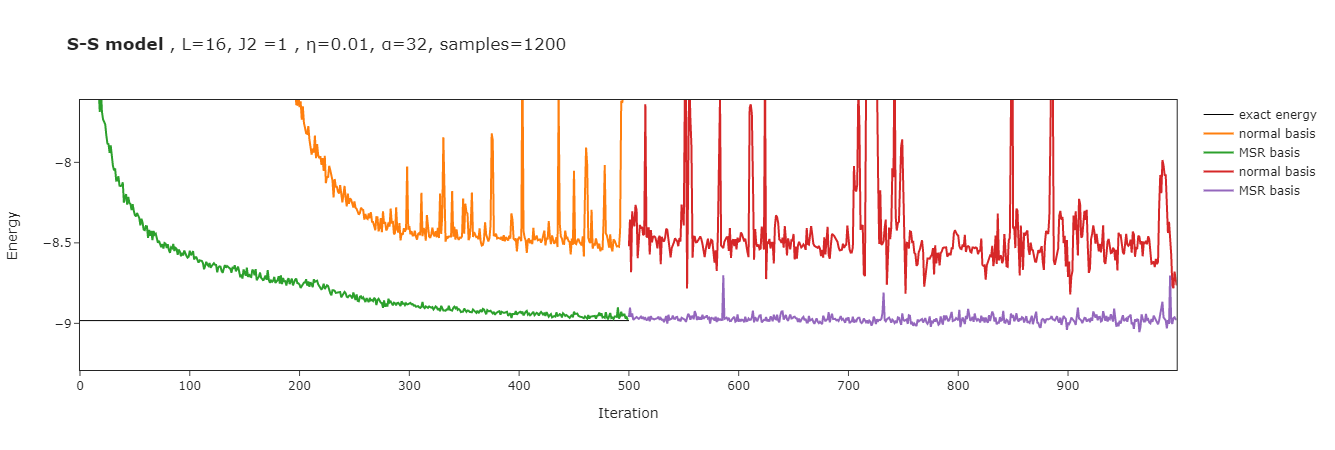 S-S model , L=16, J2 =1 , η=0.01, α=32, samples=1200
exact energy
normal basis
MSR basis
normal basis
MSR basis
Energy
−8
−8.5
−9
0 100 200 300 400 500 600 700 800 900
Iteration